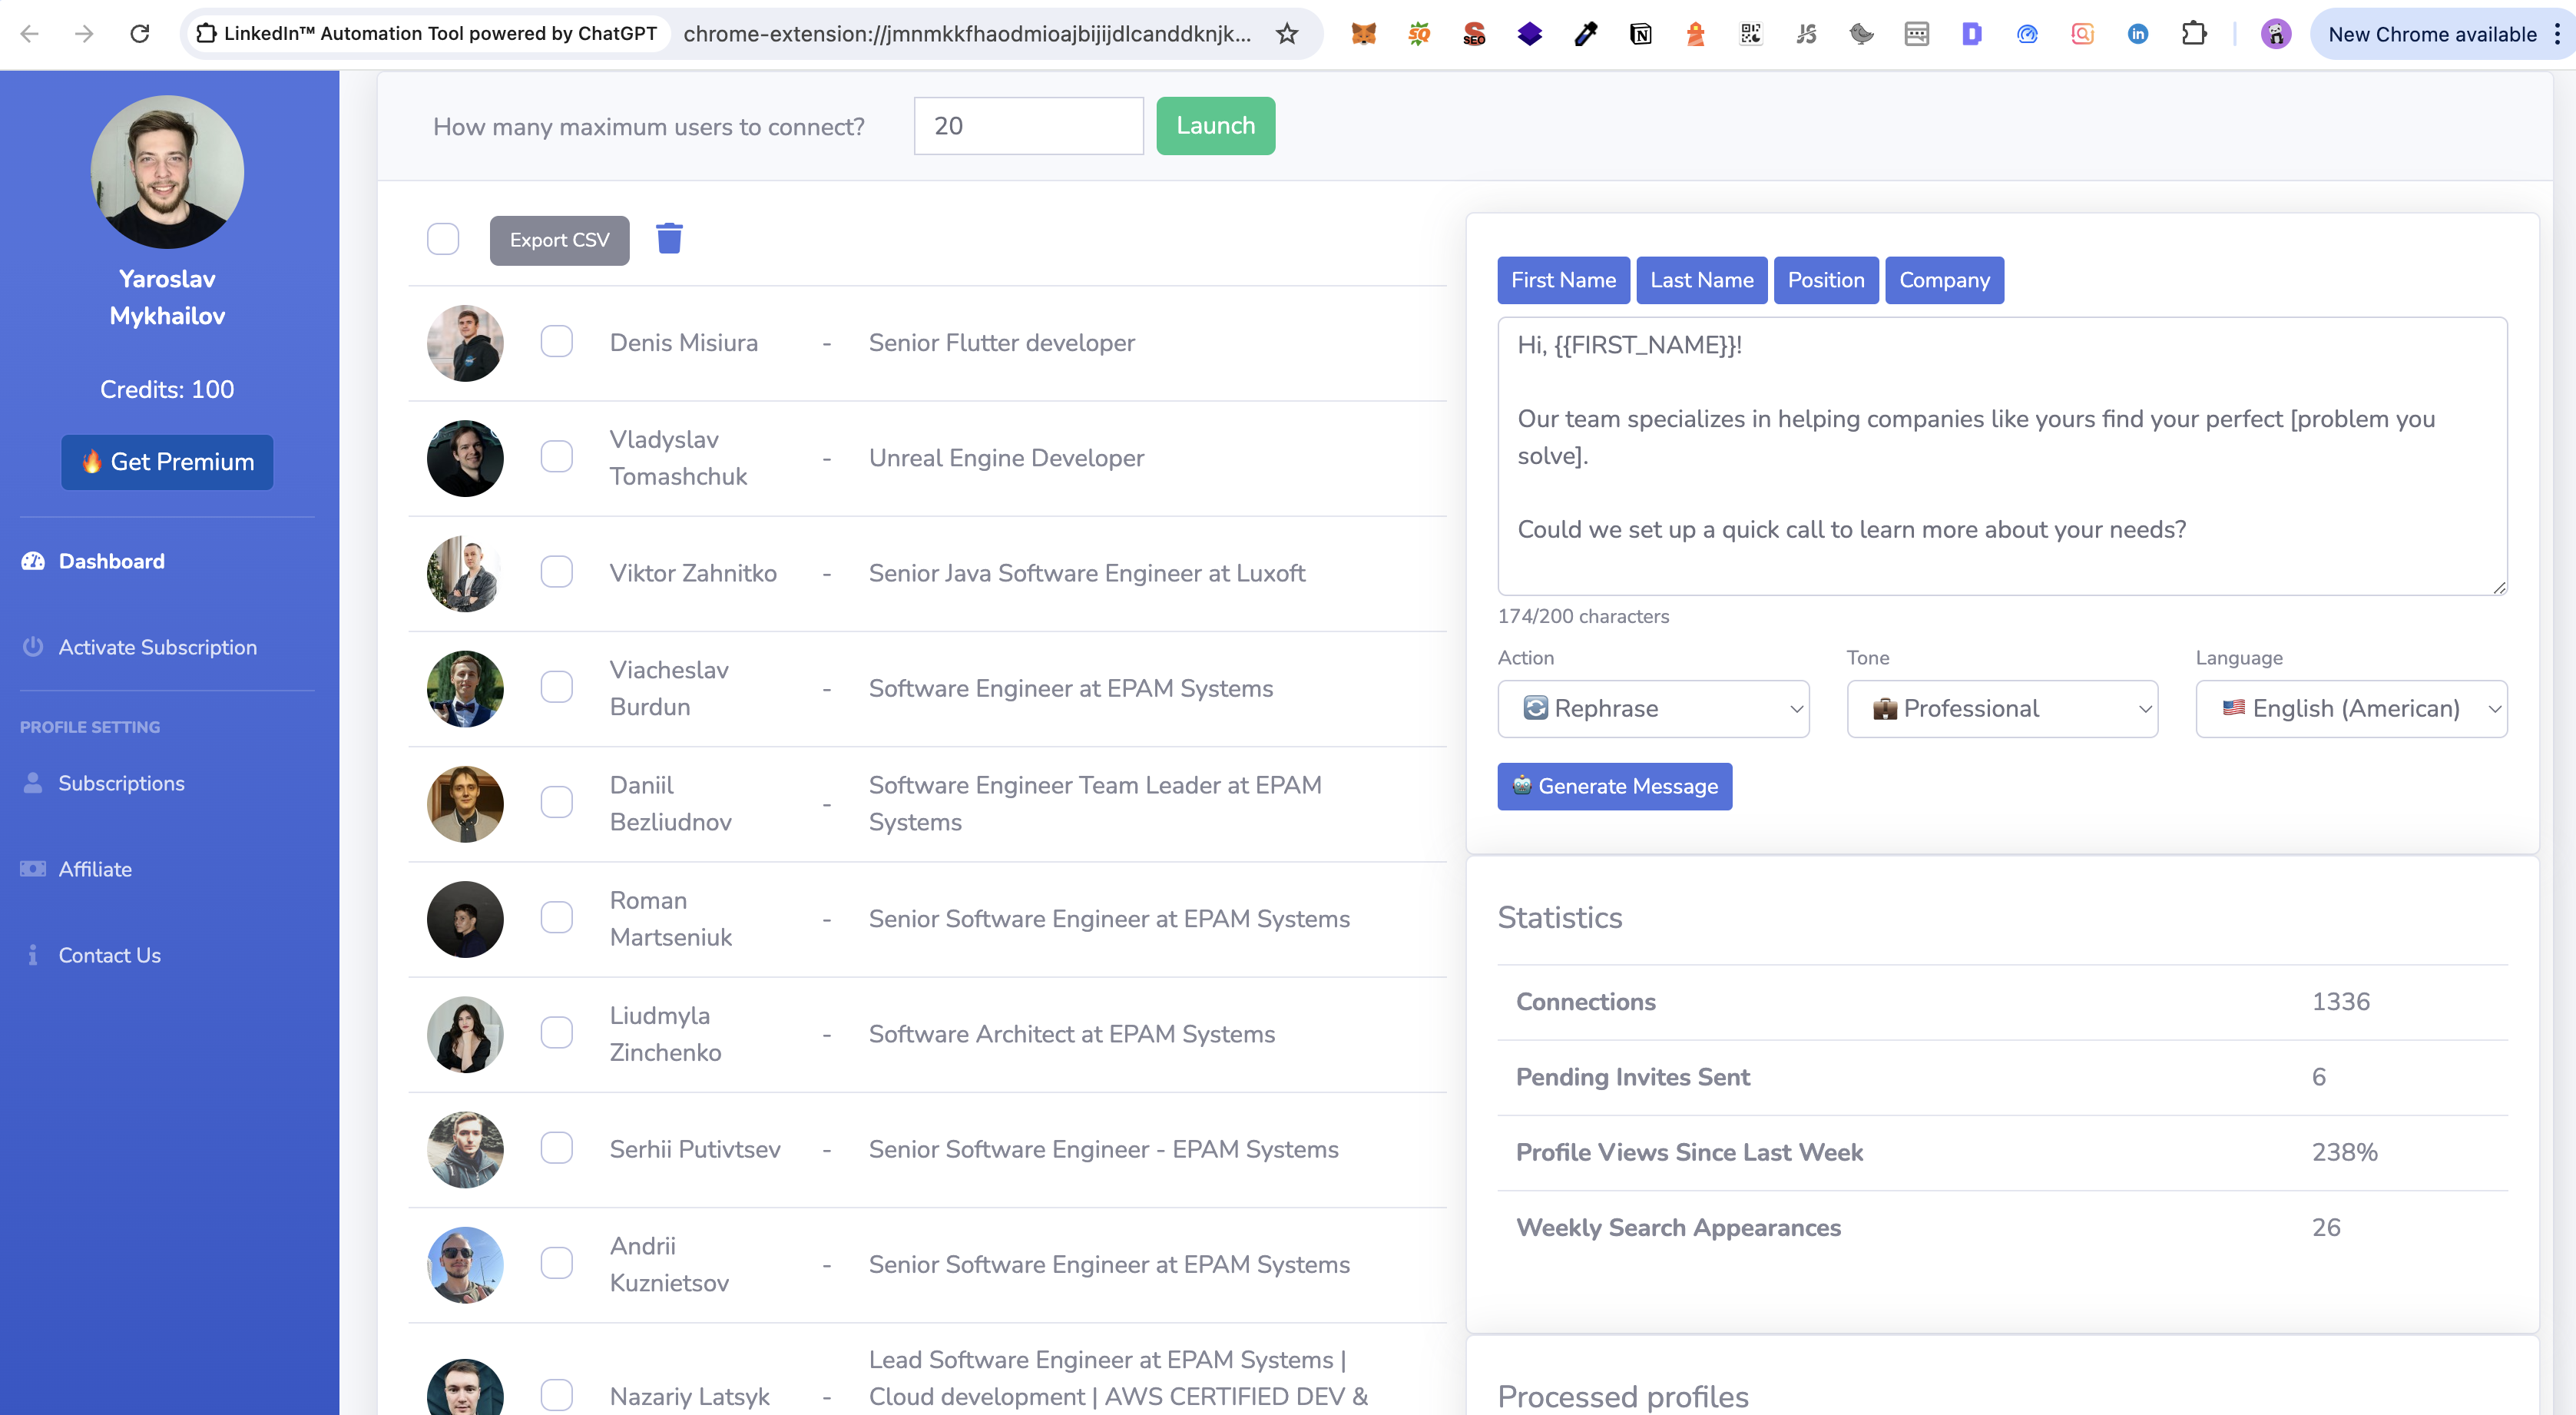 LinkedIn™ Automation Tool powered by ChatGPT
chrome-extension://jmnmkkfhaodmioajbijijdlcanddknjk...
SQ
SEO
JS
in
New Chrome available
Yaroslav
Mykhailov
Credits: 100
🔥 Get Premium
Dashboard
Activate Subscription
PROFILE SETTING
Subscriptions
Affiliate
Contact Us
How many maximum users to connect?
20
Launch
Export CSV
Denis Misiura - Senior Flutter developer
Vladyslav
Tomashchuk
- Unreal Engine Developer
Viktor Zahnitko - Senior Java Software Engineer at Luxoft
Viacheslav
Burdun
- Software Engineer at EPAM Systems
Daniil
Bezliudnov
- Software Engineer Team Leader at EPAM
Systems
Roman
Martseniuk
- Senior Software Engineer at EPAM Systems
Liudmyla
Zinchenko
- Software Architect at EPAM Systems
Serhii Putivtsev - Senior Software Engineer - EPAM Systems
Andrii
Kuznietsov
- Senior Software Engineer at EPAM Systems
Nazariy Latsyk -
Lead Software Engineer at EPAM Systems |
Cloud development | AWS CERTIFIED DEV &
First Name
Last Name
Position
Company
Hi, {{FIRST_NAME}}!
Our team specializes in helping companies like yours find your perfect [problem you
solve].
Could we set up a quick call to learn more about your needs?
174/200 characters
Action
Tone
Language
🔄 Rephrase
💼 Professional
🇺🇸 English (American)
🤖 Generate Message
Statistics
Connections 1336
Pending Invites Sent 6
Profile Views Since Last Week 238%
Weekly Search Appearances 26
Processed profiles